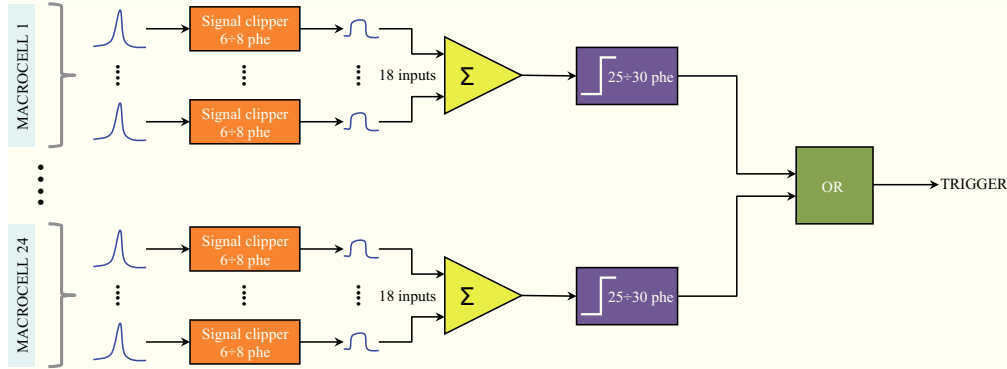 MACROCELL 1
Signal clipper
6÷8 phe
18 inputs
Signal clipper
6÷8 phe
Σ
25÷30 phe
OR
TRIGGER
MACROCELL 24
Signal clipper
6÷8 phe
18 inputs
Signal clipper
6÷8 phe
Σ
25÷30 phe